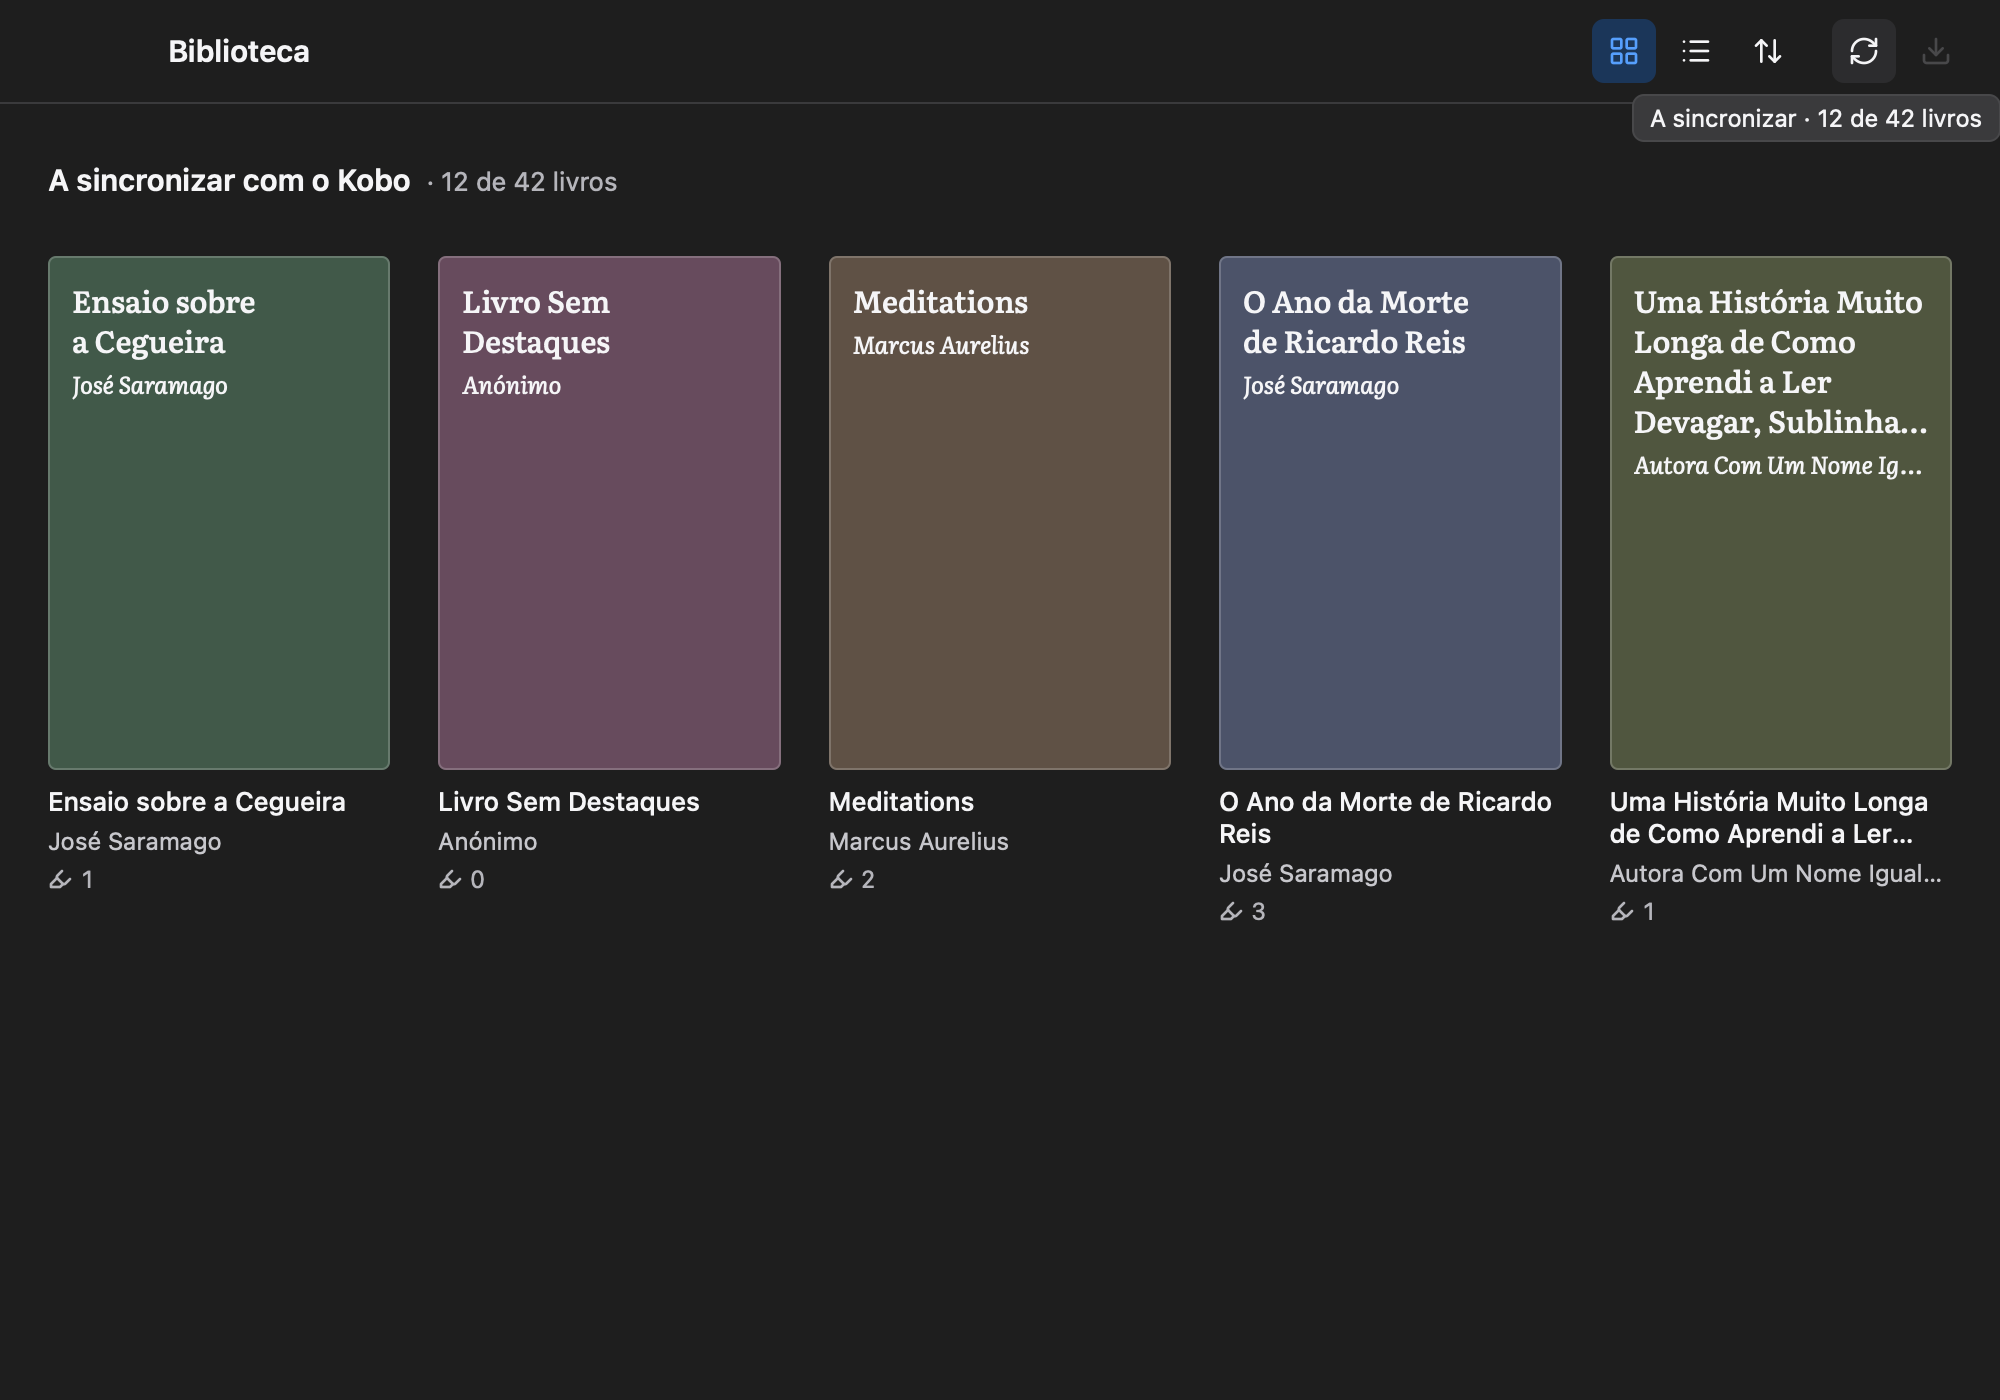 Biblioteca
A sincronizar · 12 de 42 livros
A sincronizar com o Kobo · 12 de 42 livros
Ensaio sobre
a Cegueira
José Saramago
Livro Sem
Destaques
Anónimo
Meditations
Marcus Aurelius
O Ano da Morte
de Ricardo Reis
José Saramago
Uma História Muito
Longa de Como
Aprendi a Ler
Devagar, Sublinha...
Autora Com Um Nome Ig...
Ensaio sobre a Cegueira
José Saramago
1
Livro Sem Destaques
Anónimo
0
Meditations
Marcus Aurelius
2
O Ano da Morte de Ricardo
Reis
José Saramago
3
Uma História Muito Longa
de Como Aprendi a Ler...
Autora Com Um Nome Igual...
1